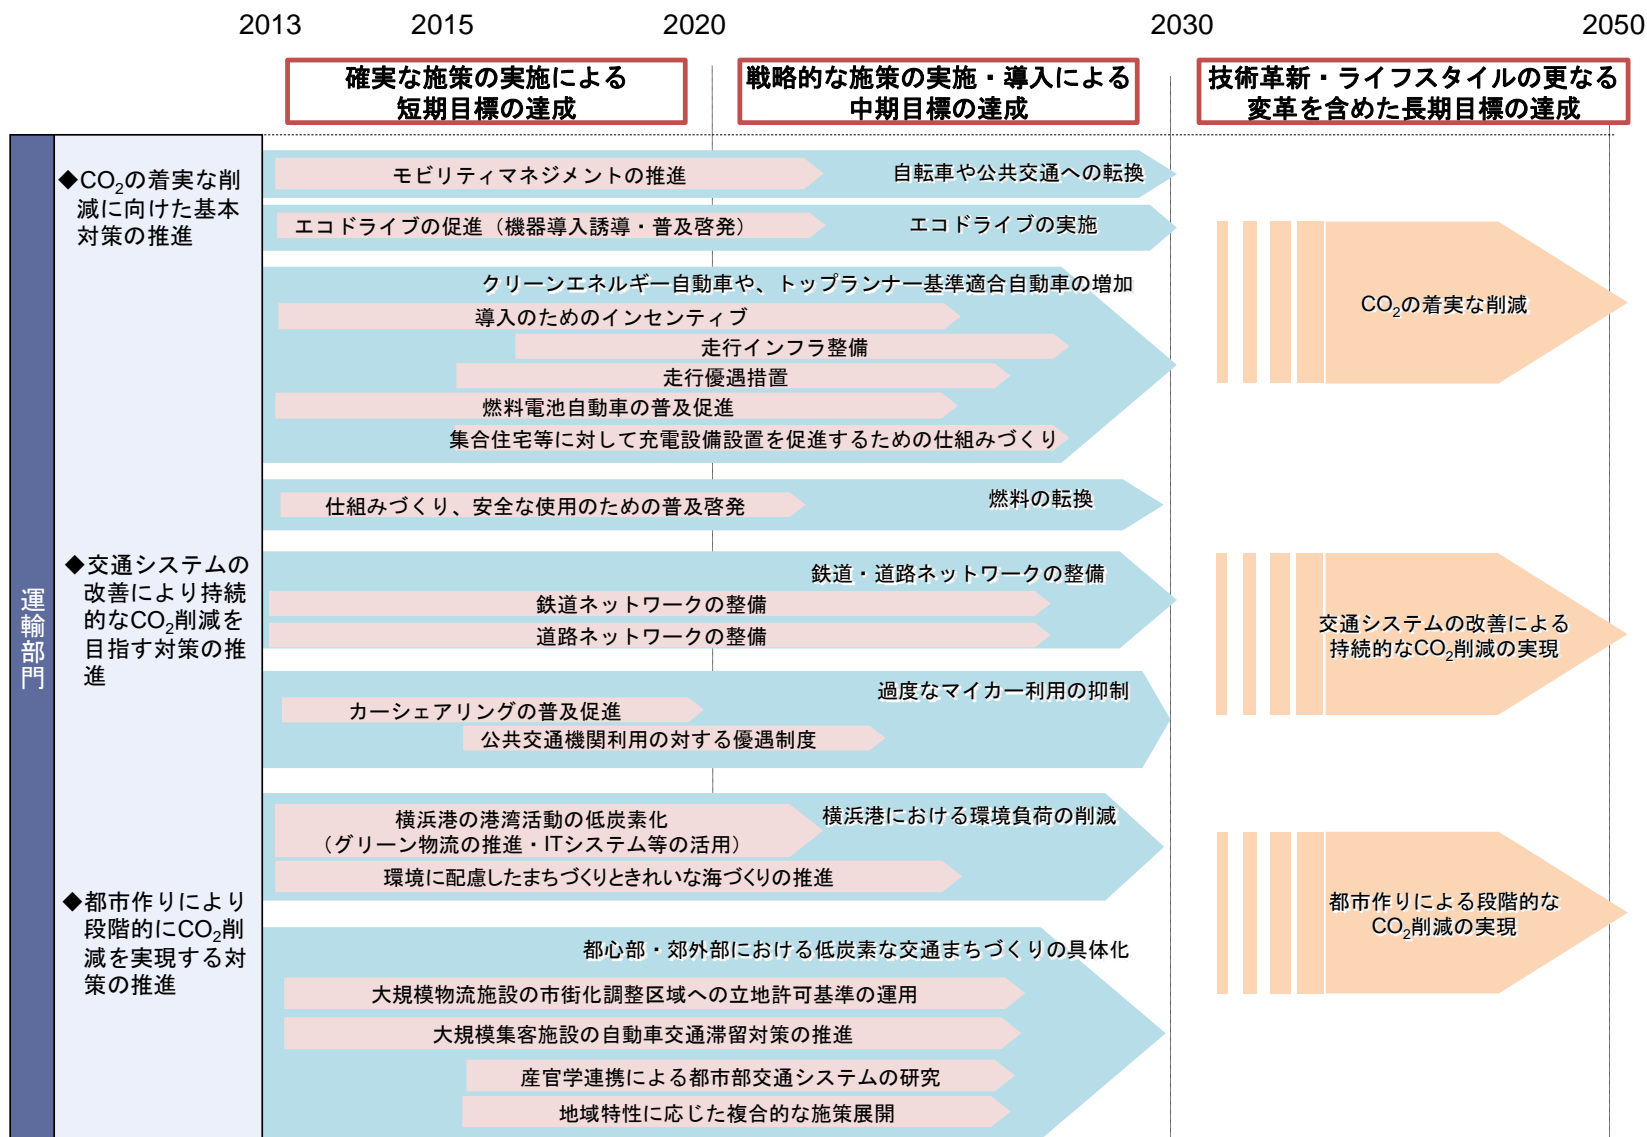 2013 2015 2020 2030 2050
確実な施策の実施による
短期目標の達成
戦略的な施策の実施・導入による
中期目標の達成
技術革新・ライフスタイルの更なる
変革を含めた長期目標の達成
運輸部門
◆CO2の着実な削
減に向けた基本
対策の推進
モビリティマネジメントの推進
自転車や公共交通への転換
エコドライブの促進（機器導入誘導・普及啓発）
エコドライブの実施
クリーンエネルギー自動車や、トップランナー基準適合自動車の増加
導入のためのインセンティブ
走行インフラ整備
走行優遇措置
燃料電池自動車の普及促進
集合住宅等に対して充電設備設置を促進するための仕組みづくり
仕組みづくり、安全な使用のための普及啓発
燃料の転換
CO2の着実な削減
◆交通システムの
改善により持続
的なCO2削減を
目指す対策の推
進
鉄道・道路ネットワークの整備
鉄道ネットワークの整備
道路ネットワークの整備
過度なマイカー利用の抑制
カーシェアリングの普及促進
公共交通機関利用の対する優遇制度
交通システムの改善による
持続的なCO2削減の実現
◆都市作りにより
段階的にCO2削
減を実現する対
策の推進
横浜港の港湾活動の低炭素化
（グリーン物流の推進・ITシステム等の活用）
横浜港における環境負荷の削減
環境に配慮したまちづくりときれいな海づくりの推進
都心部・郊外部における低炭素な交通まちづくりの具体化
大規模物流施設の市街化調整区域への立地許可基準の運用
大規模集客施設の自動車交通滞留対策の推進
産官学連携による都市部交通システムの研究
地域特性に応じた複合的な施策展開
都市作りによる段階的な
CO2削減の実現